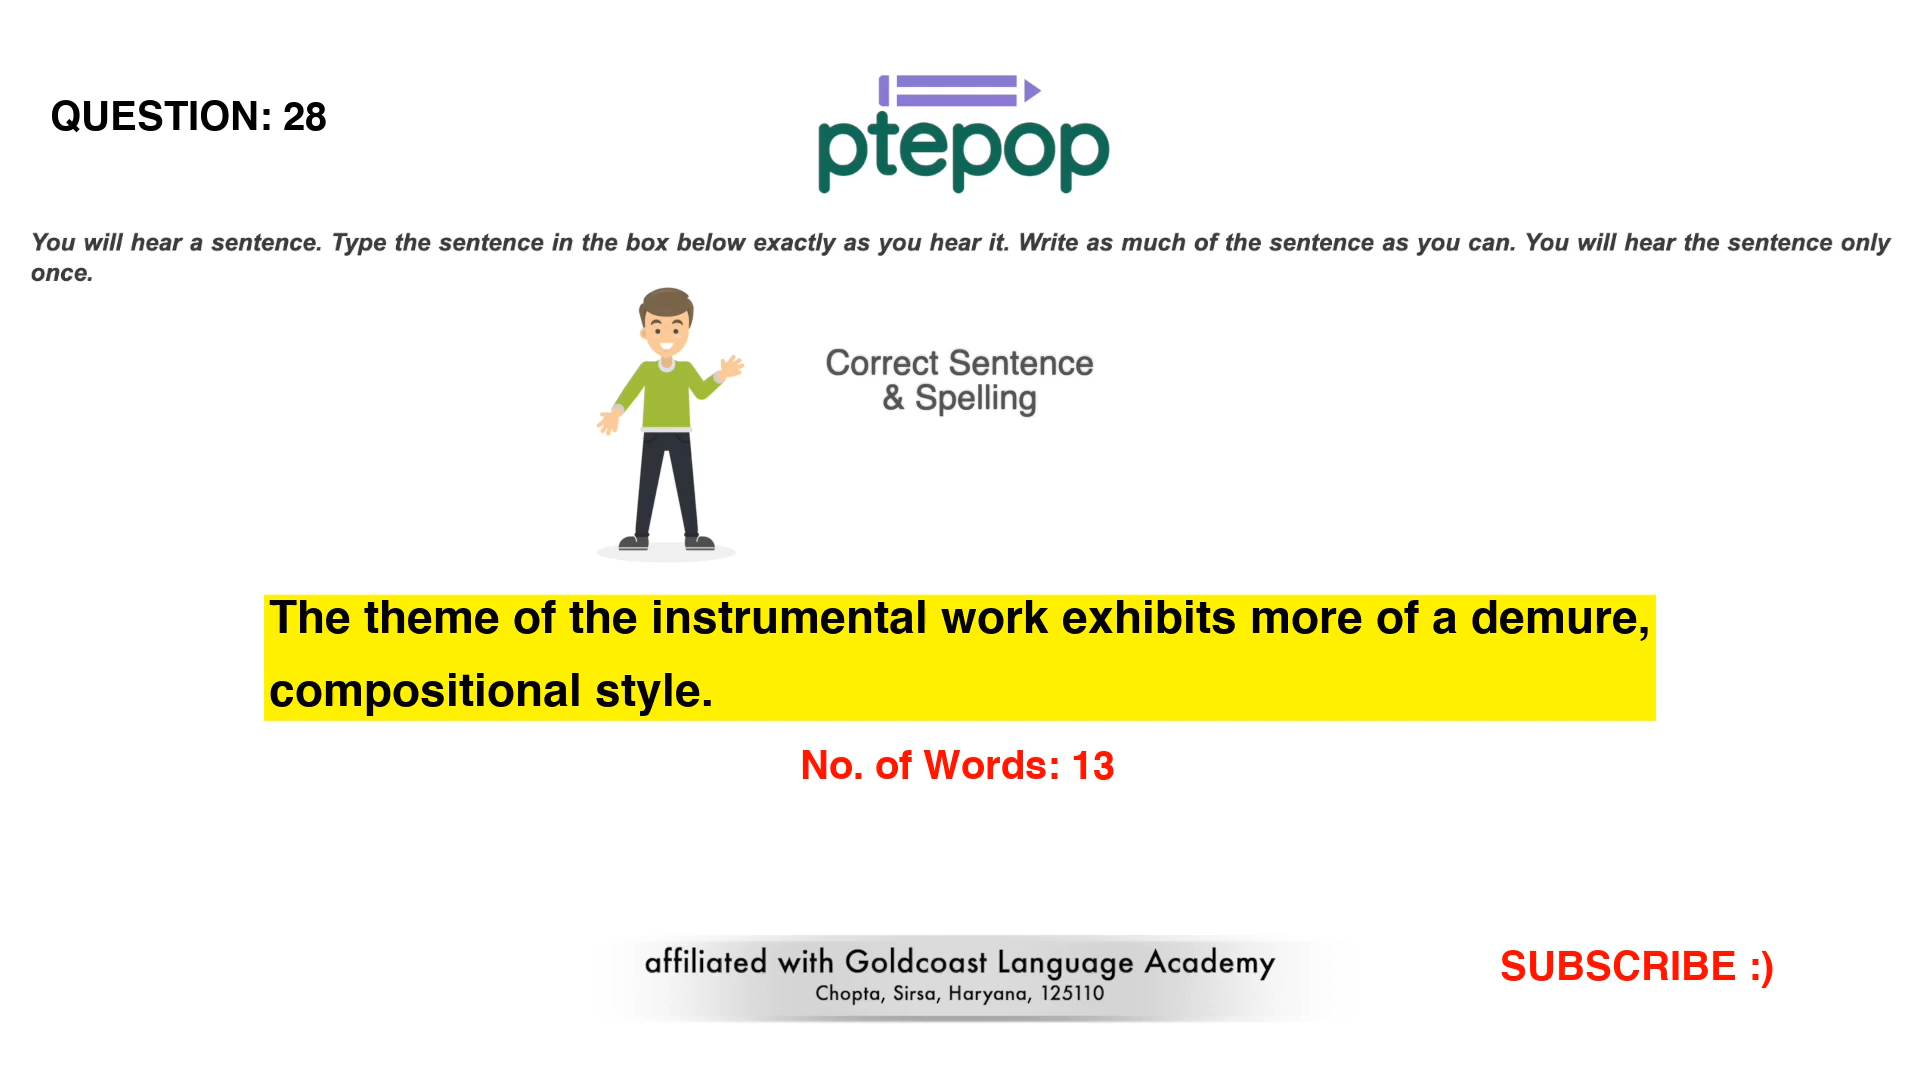 QUESTION: 28
ptepop
You will hear a sentence. Type the sentence in the box below exactly as you hear it. Write as much of the sentence as you can. You will hear the sentence only
once.
Correct Sentence
& Spelling
The theme of the instrumental work exhibits more of a demure,
compositional style.
No. of Words: 13
affiliated with Goldcoast Language Academy
Chopta, Sirsa, Haryana, 125110
SUBSCRIBE :)